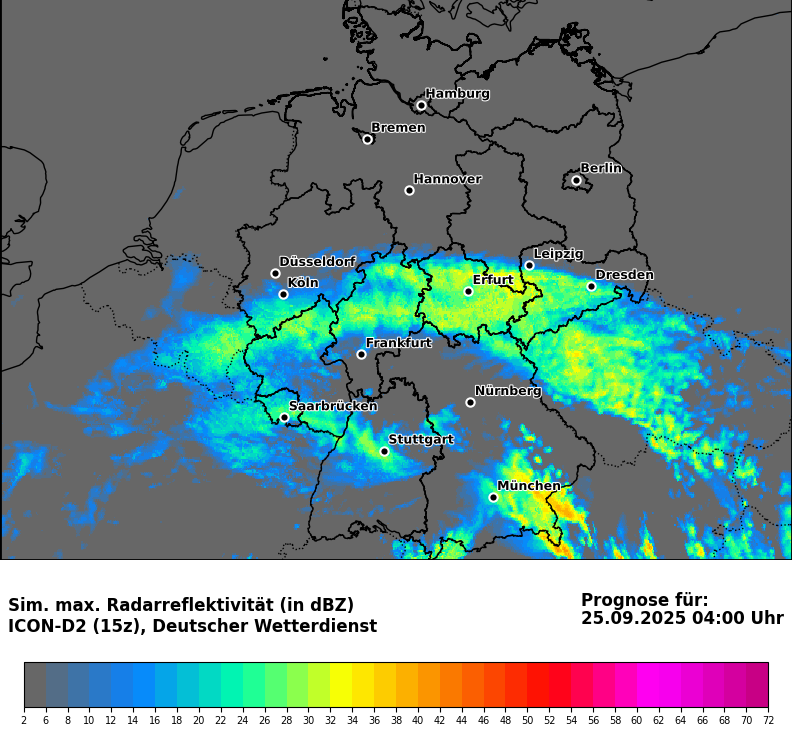 Hamburg
Bremen
Berlin
Hannover
Leipzig
Düsseldorf
Dresden
Köln
Erfurt
Frankfurt
Nürnberg
Saarbrücken
Stuttgart
München
Sim. max. Radarreflektivität (in dBZ)
ICON-D2 (15z), Deutscher Wetterdienst
Prognose für:
25.09.2025 04:00 Uhr
2 6 8 10 12 14 16 18 20 22 24 26 28 30 32 34 36 38 40 42 44 46 48 50 52 54 56 58 60 62 64 66 68 70 72